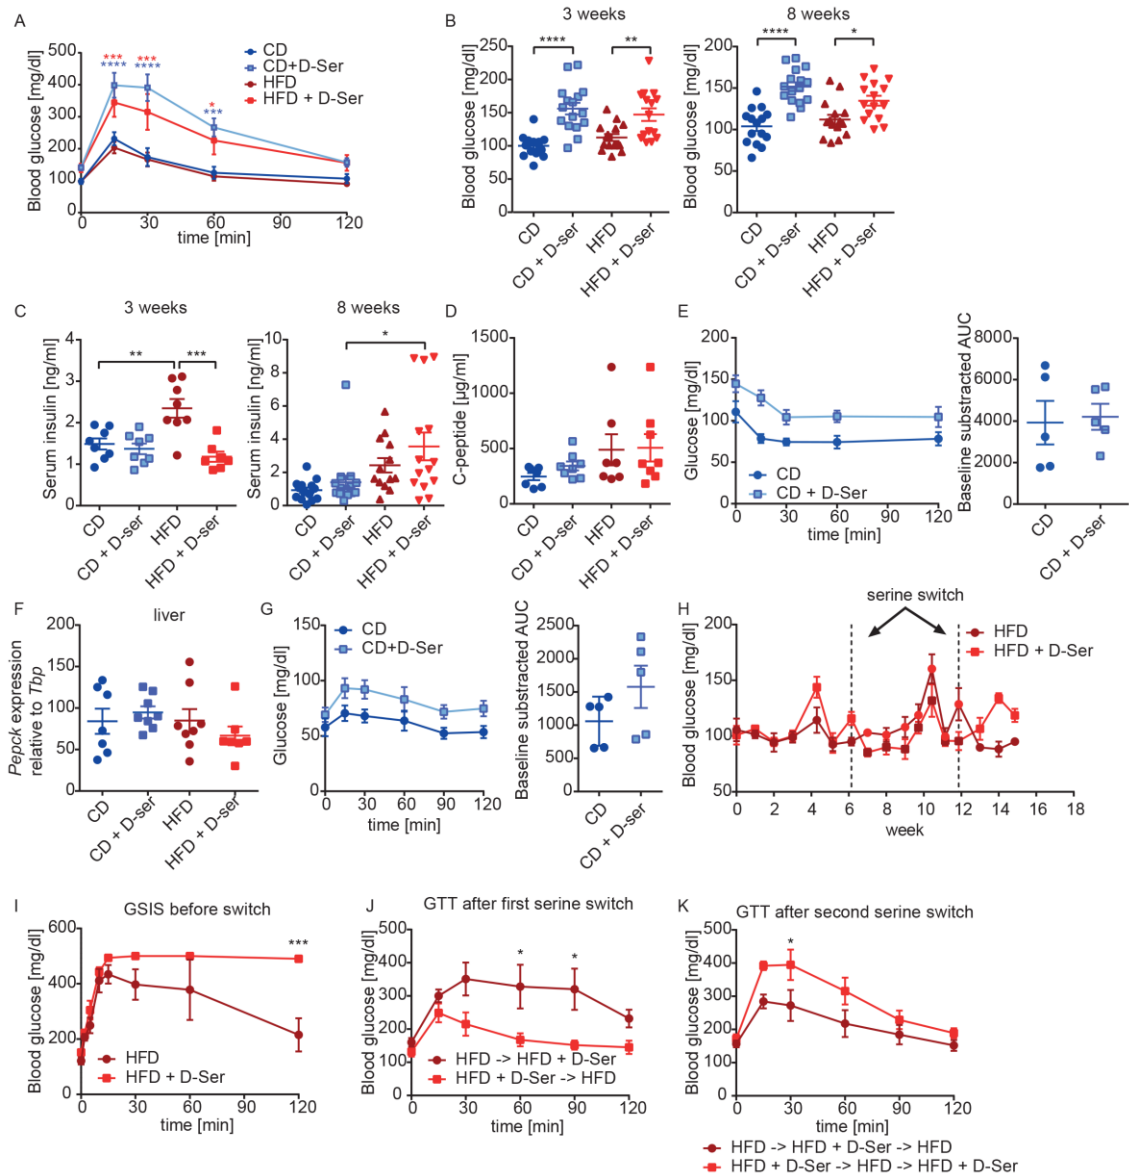 A
Blood glucose [mg/dl]
500
400
300
200
100
0
***
****
***
****
*
***
CD
CD+D-Ser
HFD
HFD + D-Ser
0 30 60 90 120
time [min]
B
3 weeks
Blood glucose [mg/dl]
250
200
150
100
50
0
****
**
CD
CD + D-ser
HFD
HFD + D-ser
8 weeks
Blood glucose [mg/dl]
200
150
100
50
0
****
*
CD
CD + D-ser
HFD
HFD + D-ser
C
3 weeks
Serum insulin [ng/ml]
4
3
2
1
0
**
***
CD
CD + D-ser
HFD
HFD + D-ser
8 weeks
Serum insulin [ng/ml]
10
8
6
4
2
0
*
CD
CD + D-ser
HFD
HFD + D-ser
D
C-peptide [µg/ml]
1500
1000
500
0
CD
CD + D-ser
HFD
HFD + D-ser
E
Glucose [mg/dl]
200
150
100
50
0
CD
CD + D-Ser
0 30 60 90 120
time [min]
Baseline substracted AUC
8000
6000
4000
2000
0
CD
CD + D-ser
F
liver
Pepck expression
relative to Tbp
200
150
100
50
0
CD
CD + D-ser
HFD
HFD + D-ser
G
Glucose [mg/dl]
150
100
50
0
CD
CD+D-Ser
0 30 60 90 120
time [min]
Baseline substracted AUC
2500
2000
1500
1000
500
0
CD
CD + D-ser
H
serine switch
Blood glucose [mg/dl]
200
150
100
50
HFD
HFD + D-Ser
0 2 4 6 8 10 12 14 16 18
week
I
GSIS before switch
Blood glucose [mg/dl]
600
400
200
0
***
HFD
HFD + D-Ser
0 30 60 90 120
time [min]
J
GTT after first serine switch
Blood glucose [mg/dl]
500
400
300
200
100
0
*
*
HFD -> HFD + D-Ser
HFD + D-Ser -> HFD
0 30 60 90 120
time [min]
K
GTT after second serine switch
Blood glucose [mg/dl]
500
400
300
200
100
0
*
0 30 60 90 120
time [min]
HFD -> HFD + D-Ser -> HFD
HFD + D-Ser -> HFD -> HFD + D-Ser